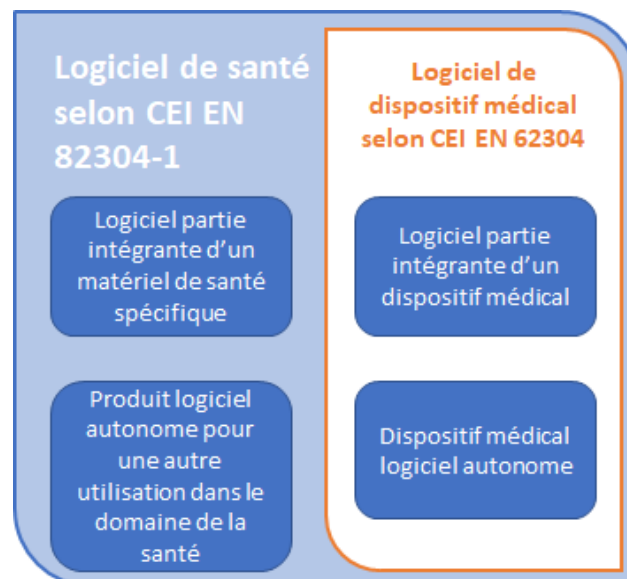 Logiciel de santé
selon CEI EN
82304-1
Logiciel de
dispositif médical
selon CEI EN 62304
Logiciel partie
intégrante d'un
matériel de santé
spécifique
Logiciel partie
intégrante d'un
dispositif médical
Produit logiciel
autonome pour
une autre
utilisation dans le
domaine de la
santé
Dispositif médical
logiciel autonome